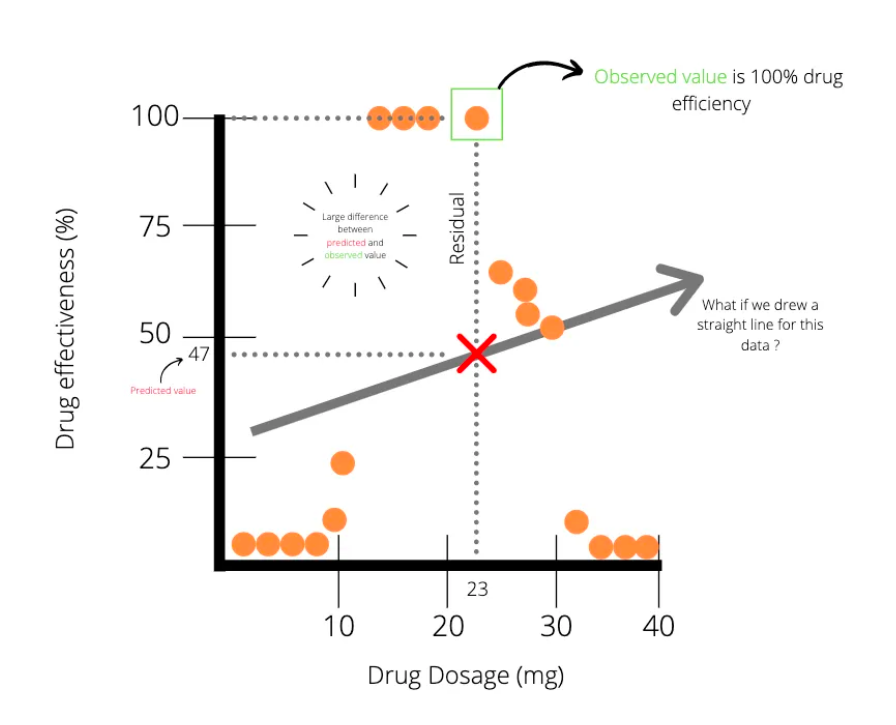 Observed value is 100% drug
efficiency
100
75
50
47
25
Predicted value
Drug effectiveness (%)
Large difference
between
predicted and
observed value
Residual
What if we drew a
straight line for this
data ?
23
10
20
30
40
Drug Dosage (mg)